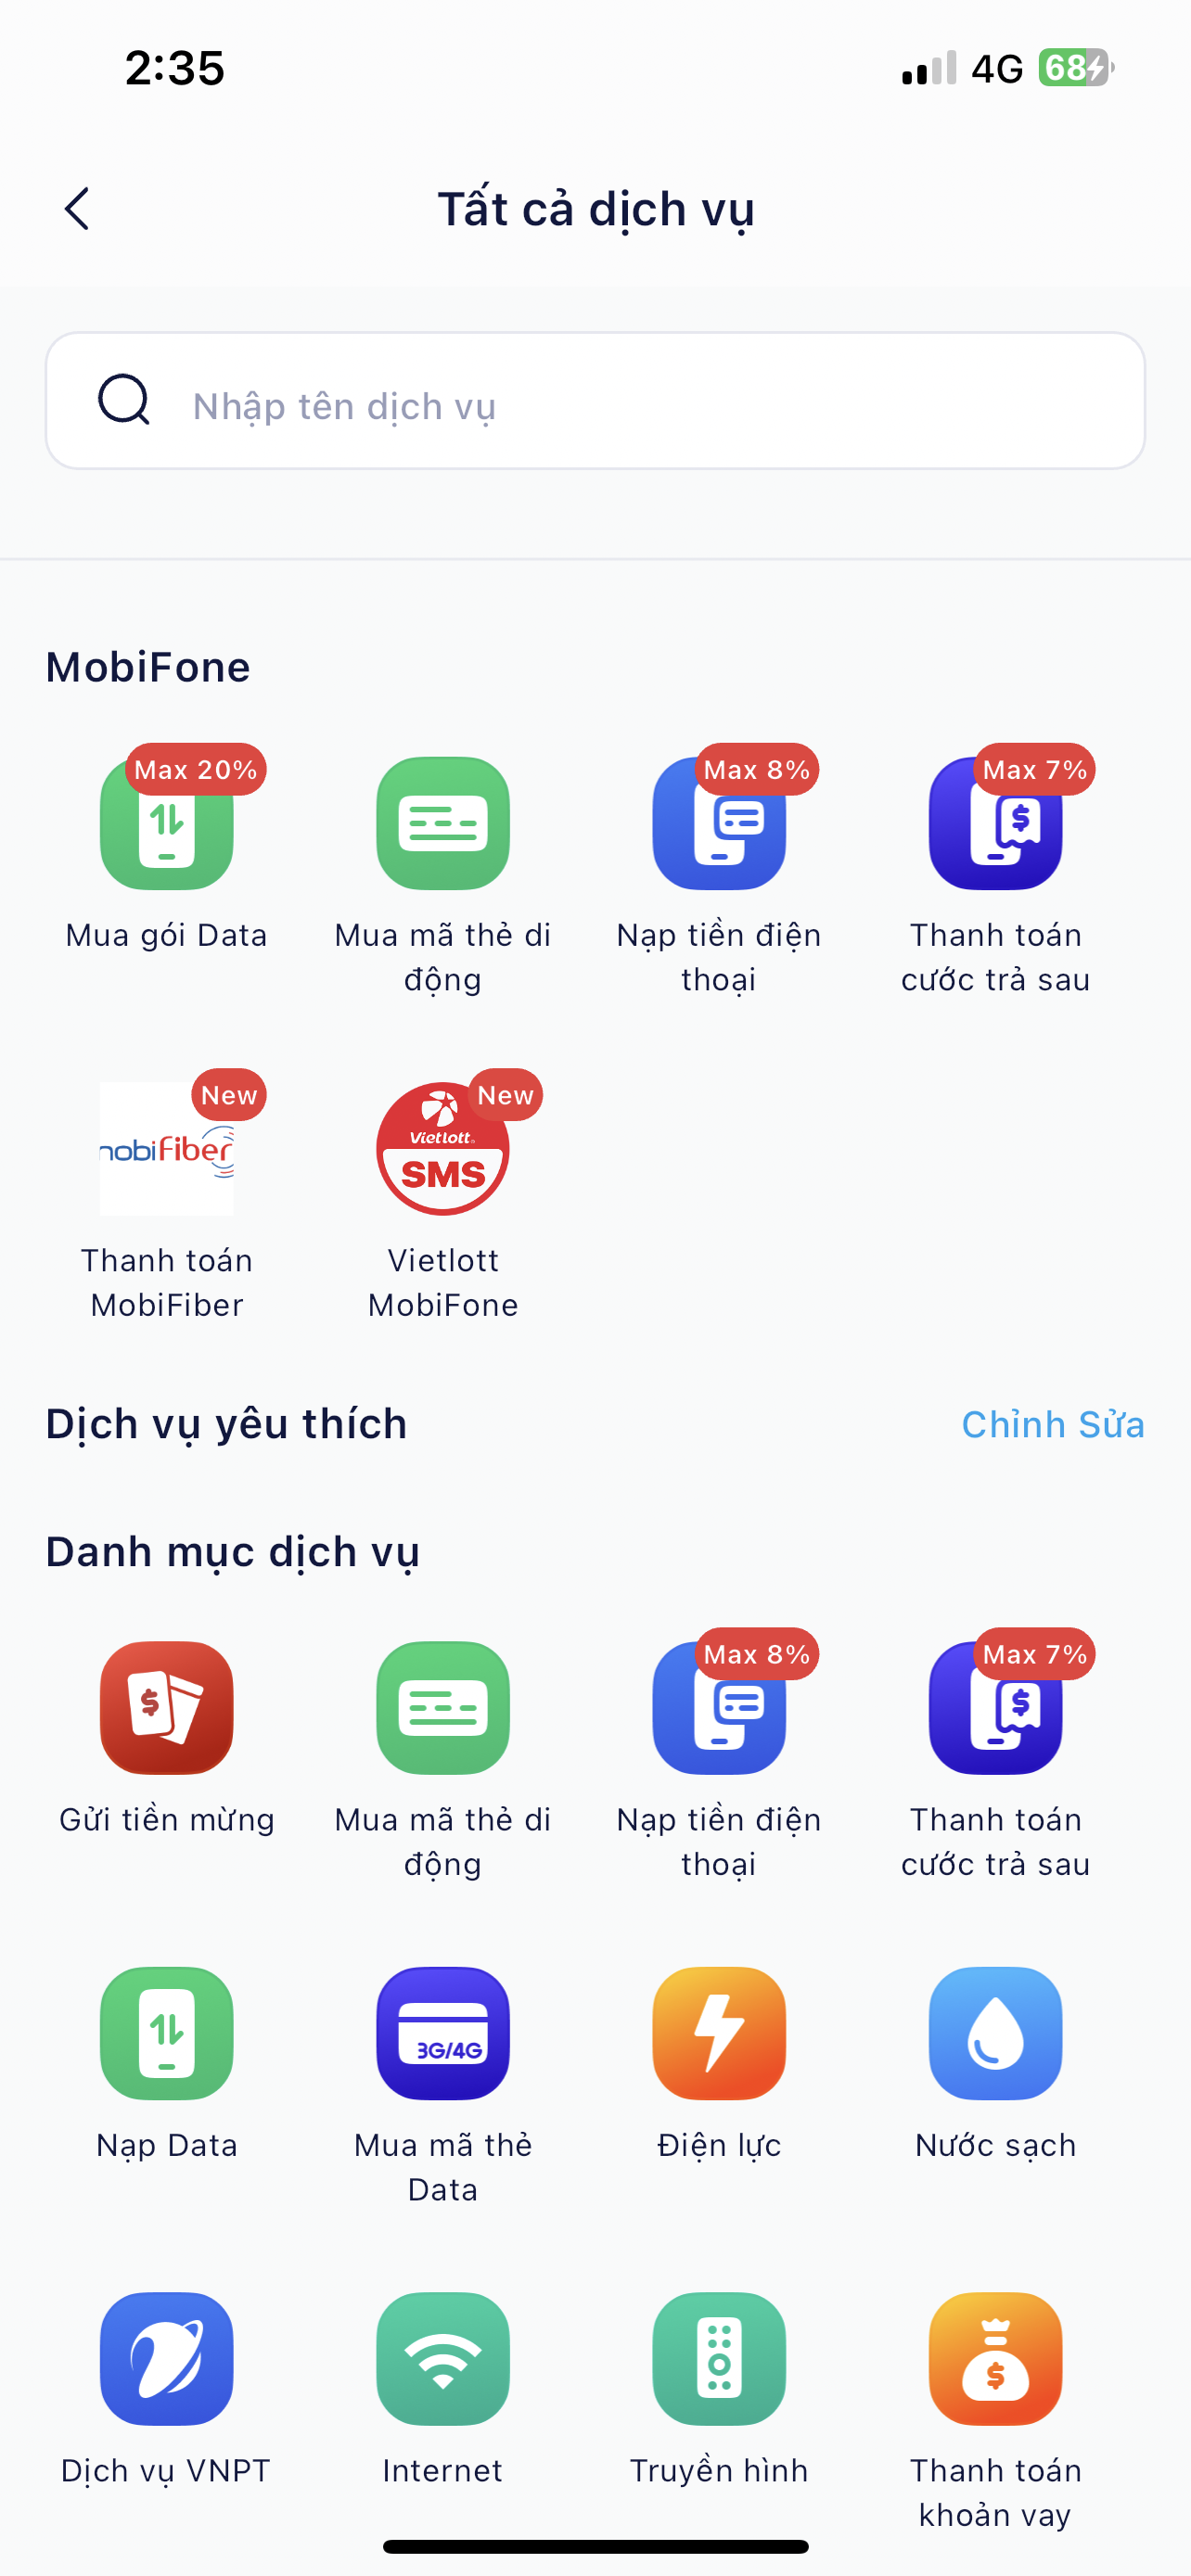 2:35
4G
68
Tất cả dịch vụ
Nhập tên dịch vụ
MobiFone
Max 20%
Max 8%
Max 7%
Mua gói Data
Mua mã thẻ di
động
Nạp tiền điện
thoại
Thanh toán
cước trả sau
New
New
mobiFiber
Vietlott
SMS
Thanh toán
MobiFiber
Vietlott
MobiFone
Dịch vụ yêu thích
Chỉnh Sửa
Danh mục dịch vụ
Max 8%
Max 7%
Gửi tiền mừng
Mua mã thẻ di
động
Nạp tiền điện
thoại
Thanh toán
cước trả sau
3G/4G
Nạp Data
Mua mã thẻ
Data
Điện lực
Nước sạch
Dịch vụ VNPT
Internet
Truyền hình
Thanh toán
khoản vay